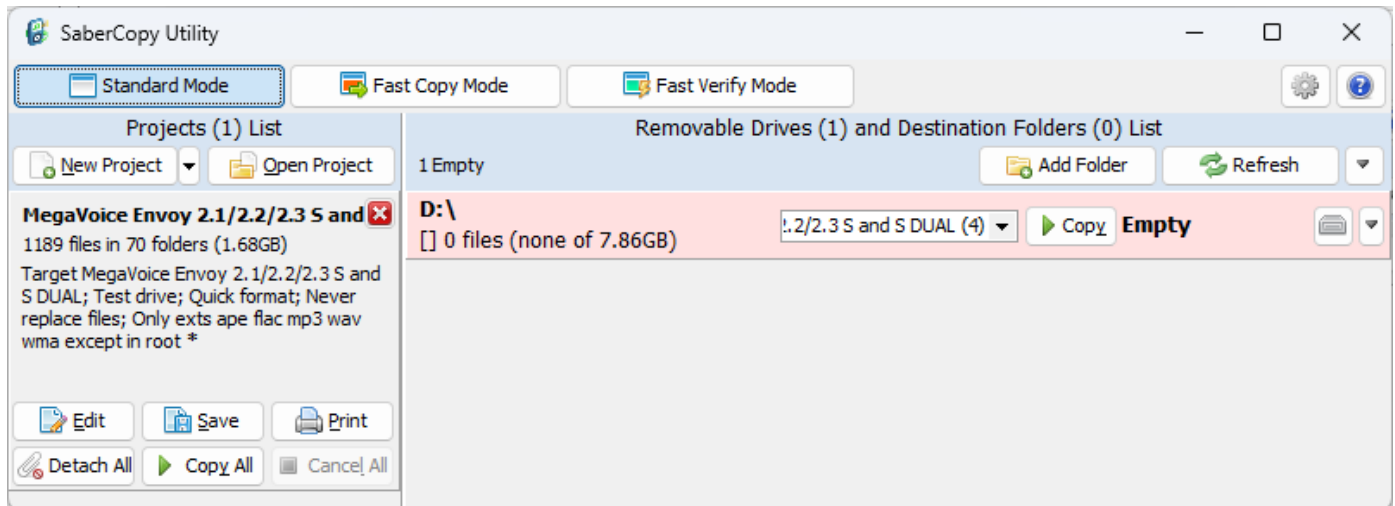 SaberCopy Utility
Standard Mode
Fast Copy Mode
Fast Verify Mode
Projects (1) List
New Project
Open Project
MegaVoice Envoy 2.1/2.2/2.3 S and
1189 files in 70 folders (1.68GB)
Target MegaVoice Envoy 2.1/2.2/2.3 S and
S DUAL; Test drive; Quick format; Never
replace files; Only exts ape flac mp3 wav
wma except in root *
Edit
Save
Print
Detach All
Copy All
Cancel All
Removable Drives (1) and Destination Folders (0) List
1 Empty
Add Folder
Refresh
D:\
[] 0 files (none of 7.86GB)
2.2/2.3 S and S DUAL (4)
Copy
Empty